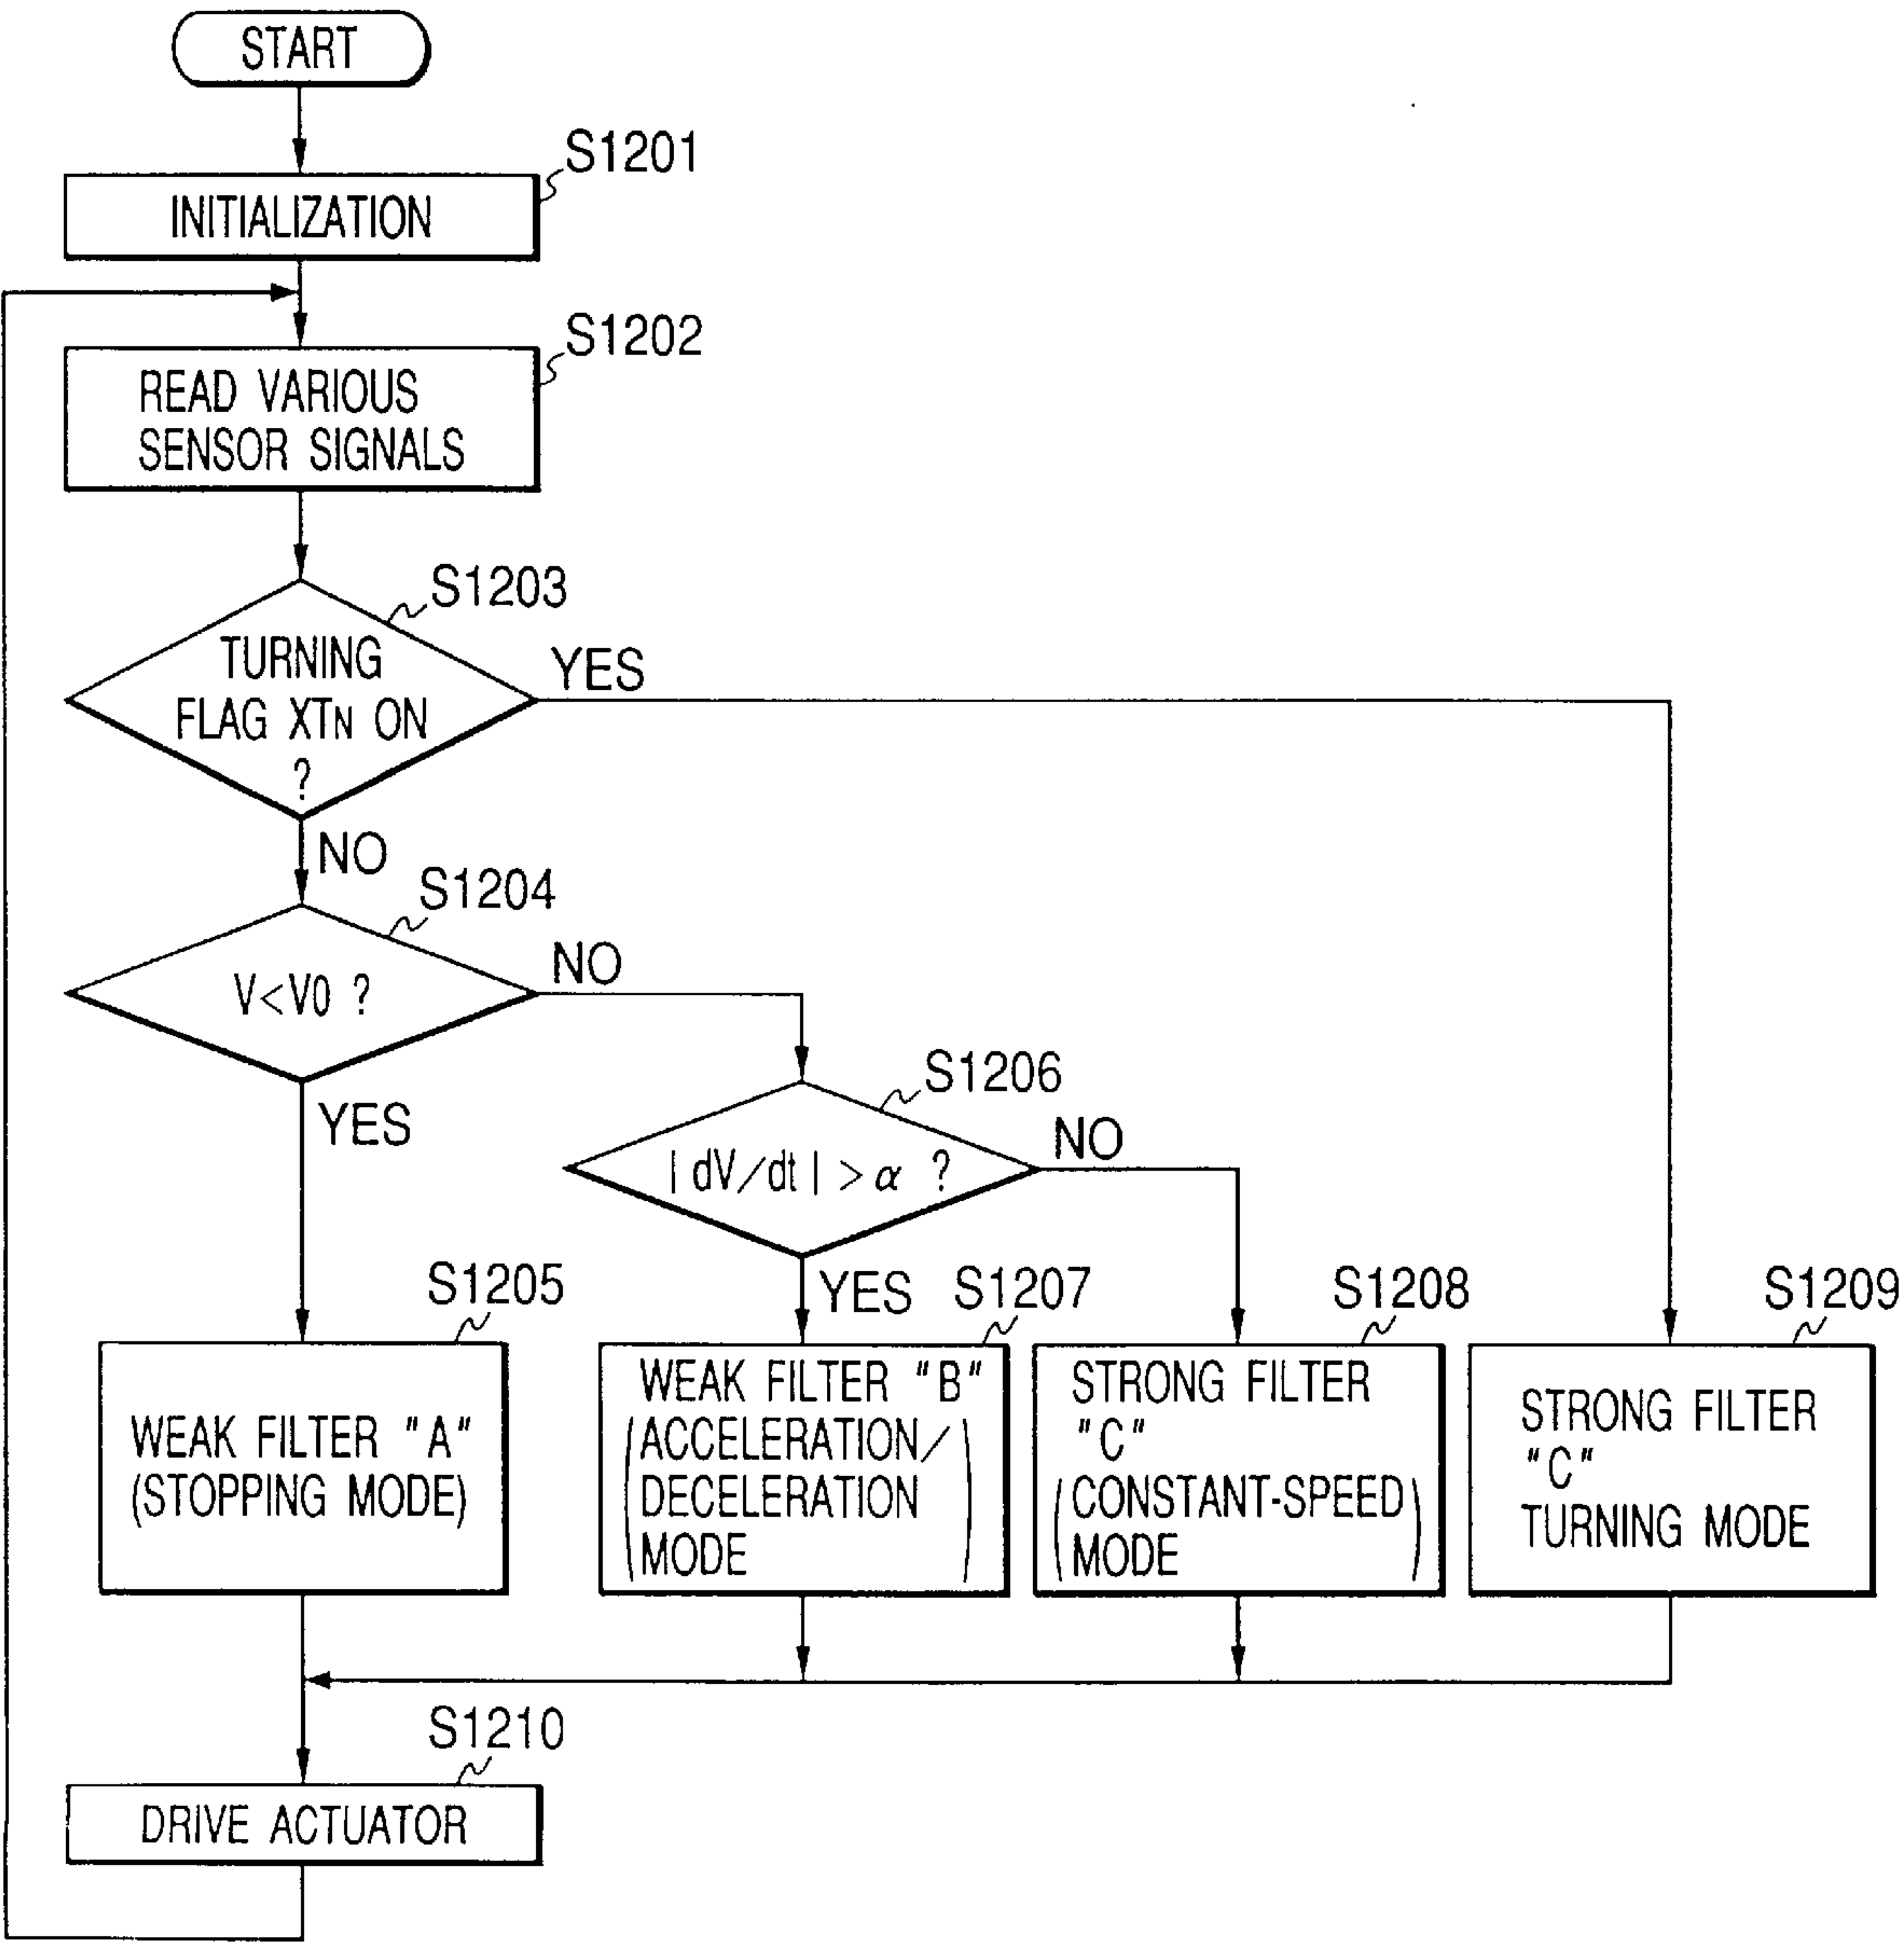 START
S1201
INITIALIZATION
S1202
READ VARIOUS
SENSOR SIGNALS
S1203
TURNING
FLAG XTN ON
?
YES
NO
S1204
V<V0 ?
NO
YES
S1206
| dV/dt | > α ?
NO
YES
S1205
WEAK FILTER "A"
(STOPPING MODE)
S1207
WEAK FILTER "B"
(ACCELERATION/
DECELERATION
MODE)
S1208
STRONG FILTER
"C"
(CONSTANT-SPEED
MODE)
S1209
STRONG FILTER
"C"
TURNING MODE
S1210
DRIVE ACTUATOR